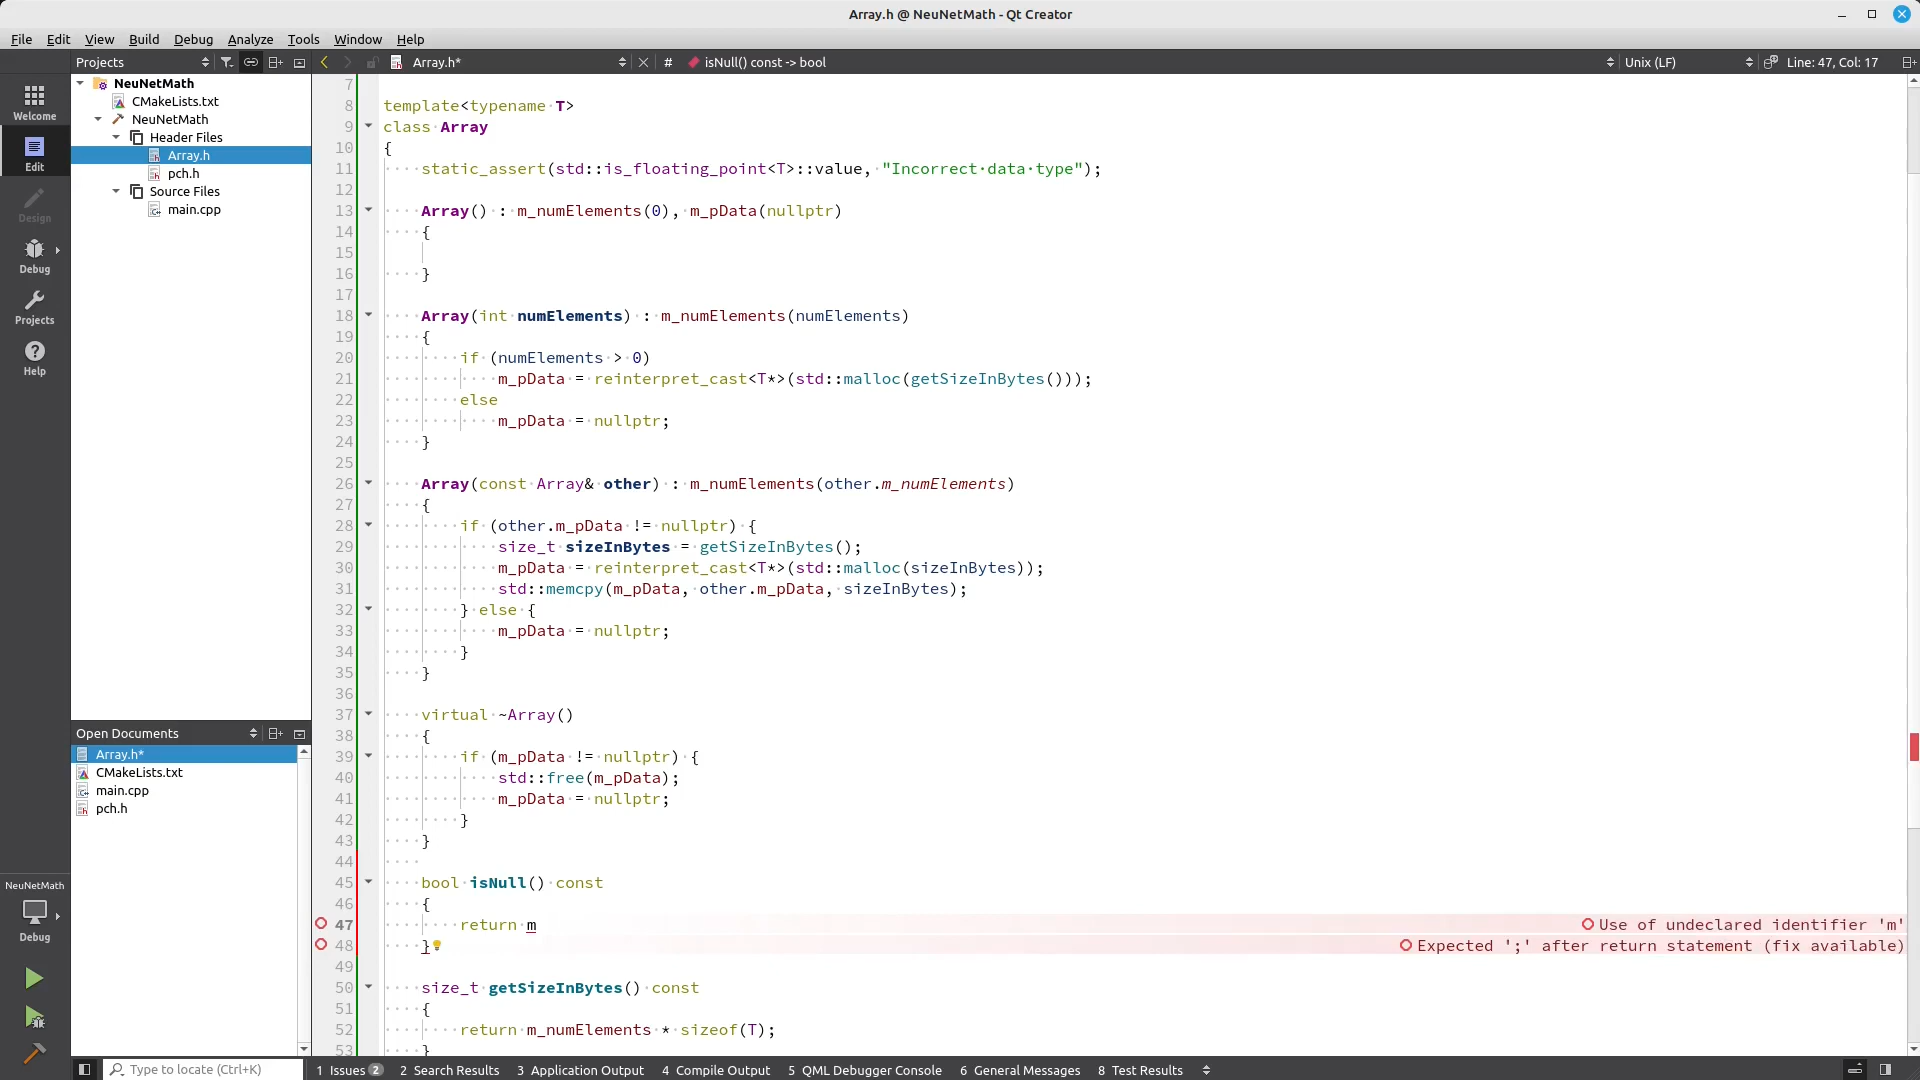 Array.h @ NeuNetMath - Qt Creator
File Edit View Build Debug Analyze Tools Window Help
Projects
Array.h*
#
isNull() const -> bool
Unix (LF)
Line: 47, Col: 17
Welcome
Edit
Design
Debug
Projects
Help
NeuNetMath
CMakeLists.txt
NeuNetMath
Header Files
Array.h
pch.h
Source Files
main.cpp
Open Documents
Array.h*
CMakeLists.txt
main.cpp
pch.h
NeuNetMath
Debug
7
8 template<typename T>
9 class Array
10 {
11 static_assert(std::is_floating_point<T>::value, "Incorrect·data·type");
12
13 Array() : m_numElements(0), m_pData(nullptr)
14 {
15
16 }
17
18 Array(int numElements) : m_numElements(numElements)
19 {
20 if (numElements > 0)
21 m_pData = reinterpret_cast<T*>(std::malloc(getSizeInBytes()));
22 else
23 m_pData = nullptr;
24 }
25
26 Array(const Array& other) : m_numElements(other.m_numElements)
27 {
28 if (other.m_pData != nullptr) {
29 size_t sizeInBytes = getSizeInBytes();
30 m_pData = reinterpret_cast<T*>(std::malloc(sizeInBytes));
31 std::memcpy(m_pData, other.m_pData, sizeInBytes);
32 } else {
33 m_pData = nullptr;
34 }
35 }
36
37 virtual ~Array()
38 {
39 if (m_pData != nullptr) {
40 std::free(m_pData);
41 m_pData = nullptr;
42 }
43 }
44
45 bool isNull() const
46 {
47 return m Use of undeclared identifier 'm'
48 } Expected ';' after return statement (fix available)
49
50 size_t getSizeInBytes() const
51 {
52 return m_numElements * sizeof(T);
53 }
Type to locate (Ctrl+K)
1 Issues 2
2 Search Results
3 Application Output
4 Compile Output
5 QML Debugger Console
6 General Messages
8 Test Results